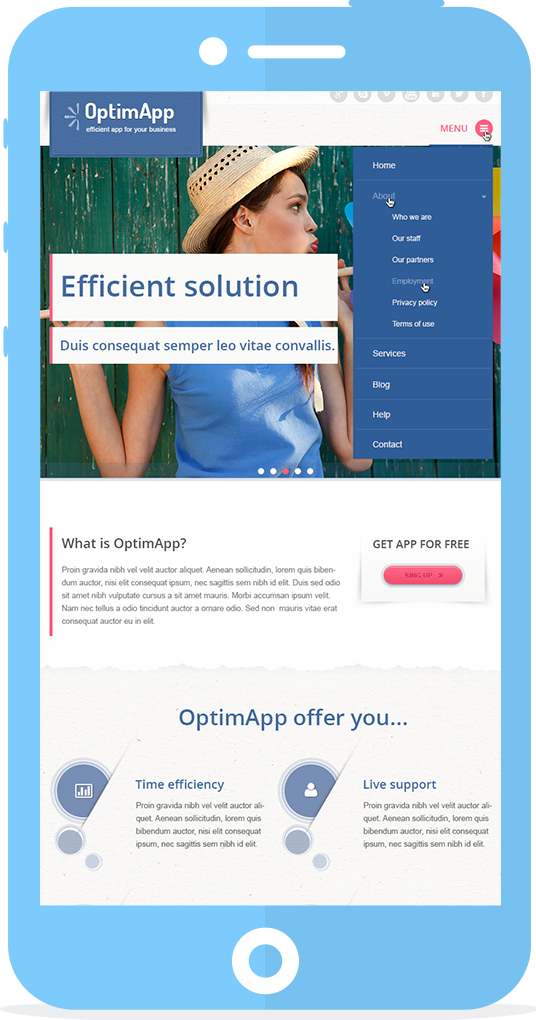 OptimApp
efficient app for your business
MENU
Home
About
Who we are
Our staff
Our partners
Employment
Privacy policy
Terms of use
Services
Blog
Help
Contact
Efficient solution
Duis consequat semper leo vitae convallis.
What is OptimApp?
Proin gravida nibh vel velit auctor aliquet. Aenean sollicitudin, lorem quis biben-
dum auctor, nisi elit consequat ipsum, nec sagittis sem nibh id elit. Duis sed odio
sit amet nibh vulputate cursus a sit amet mauris. Morbi accumsan ipsum velit.
Nam nec tellus a odio tincidunt auctor a ornare odio. Sed non  mauris vitae erat
consequat auctor eu in elit.
GET APP FOR FREE
SING UP »
OptimApp offer you...
Time efficiency
Proin gravida nibh vel velit auctor ali-
quet. Aenean sollicitudin, lorem quis
bibendum auctor, nisi elit consequat
ipsum, nec sagittis sem nibh id elit.
Live support
Proin gravida nibh vel velit auctor ali-
quet. Aenean sollicitudin, lorem quis
bibendum auctor, nisi elit consequat
ipsum, nec sagittis sem nibh id elit.